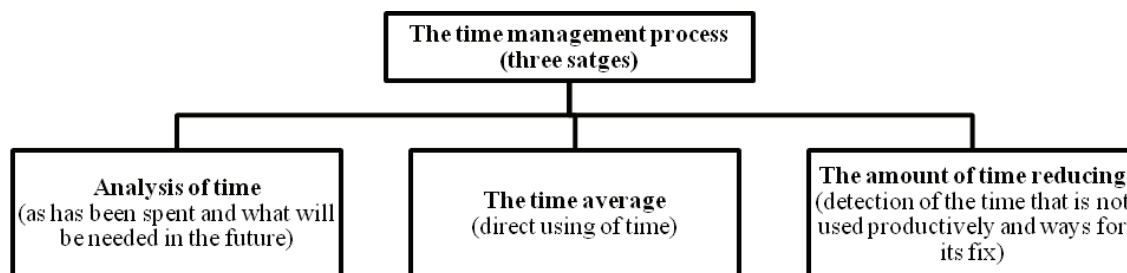 The time management process
(three satges)
Analysis of time
(as has been spent and what will
be needed in the future)
The time average
(direct using of time)
The amount of time reducing
(detection of the time that is not
used productively and ways for
its fix)